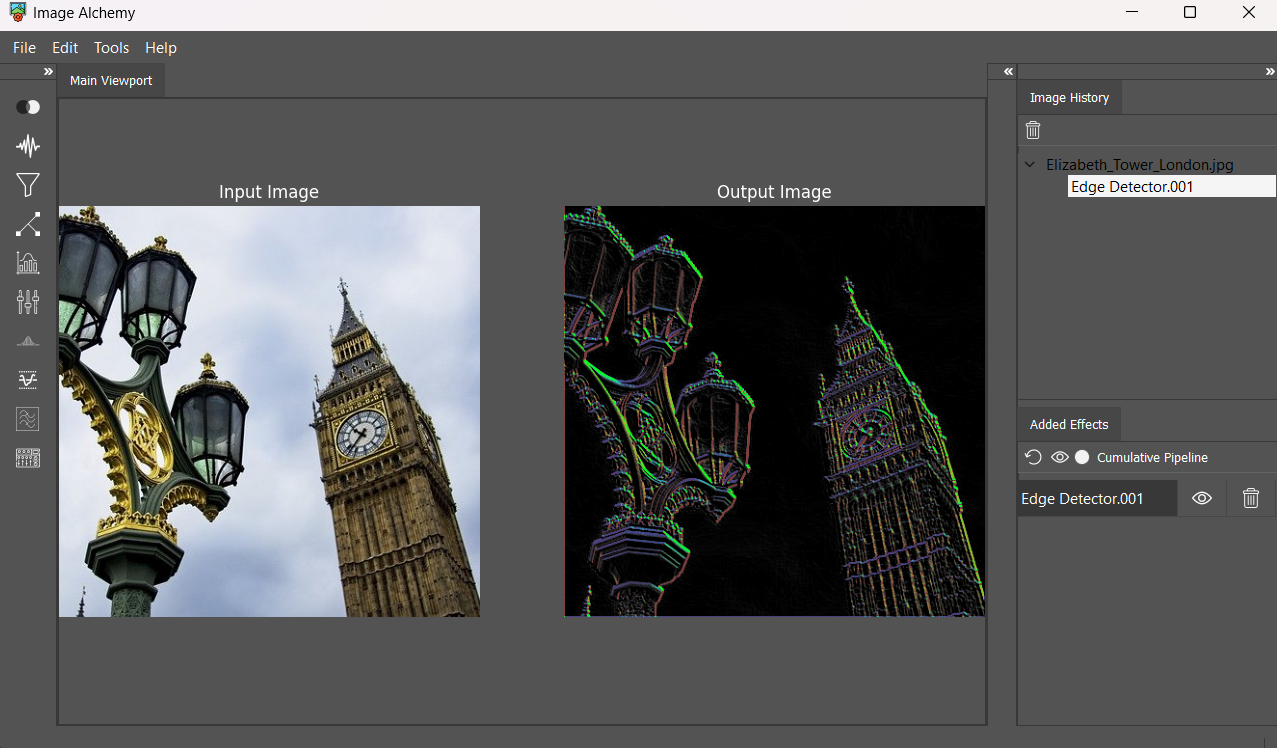 Image Alchemy
File Edit Tools Help
Main Viewport
Input Image
Output Image
Image History
Elizabeth_Tower_London.jpg
Edge Detector.001
Added Effects
Cumulative Pipeline
Edge Detector.001